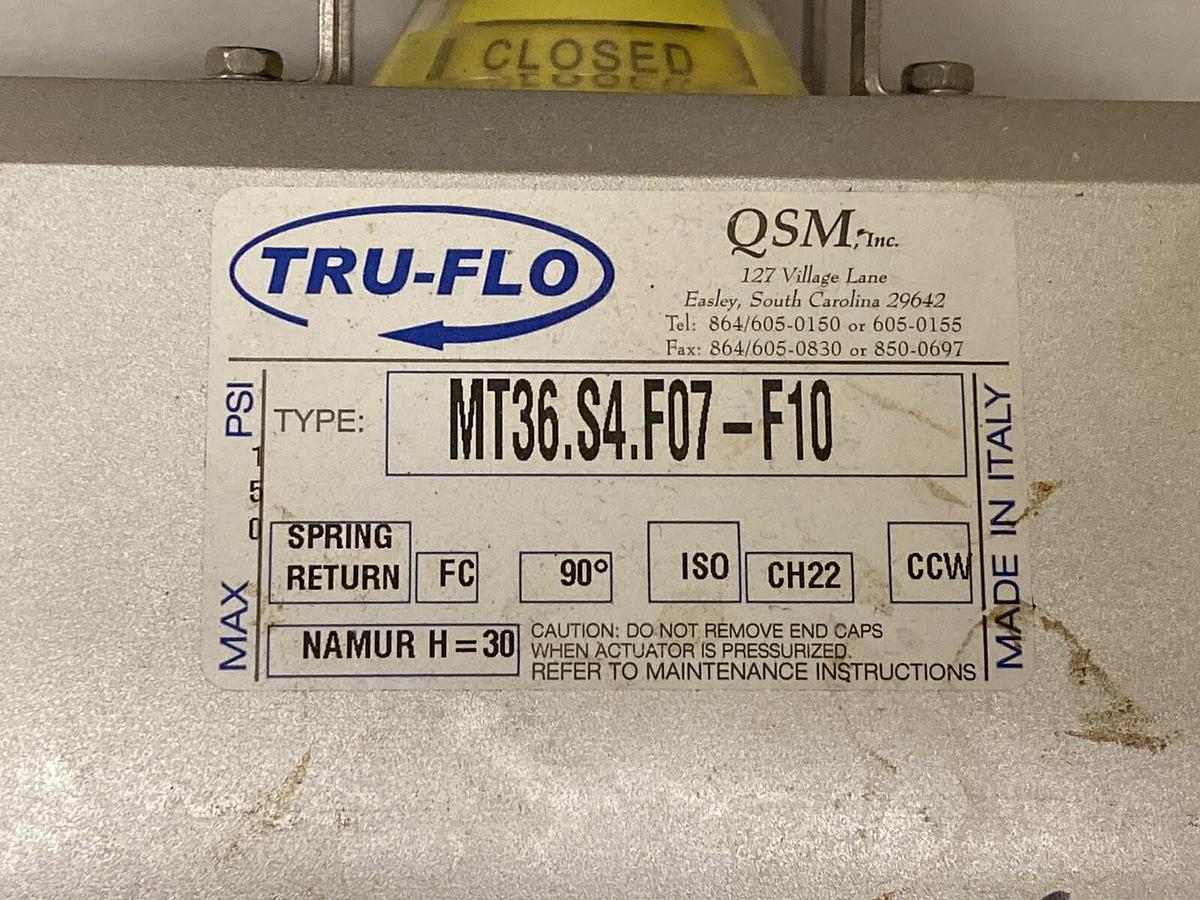 CLOSED
TRU-FLO
QSM, Inc.
127 Village Lane
Easley, South Carolina 29642
Tel: 864/605-0150 or 605-0155
Fax: 864/605-0830 or 850-0697
MAX 150 PSI
TYPE: MT36.S4.F07-F10
SPRING
RETURN FC 90° ISO CH22 CCW
NAMUR H=30
CAUTION: DO NOT REMOVE END CAPS
WHEN ACTUATOR IS PRESSURIZED.
REFER TO MAINTENANCE INSTRUCTIONS
MADE IN ITALY